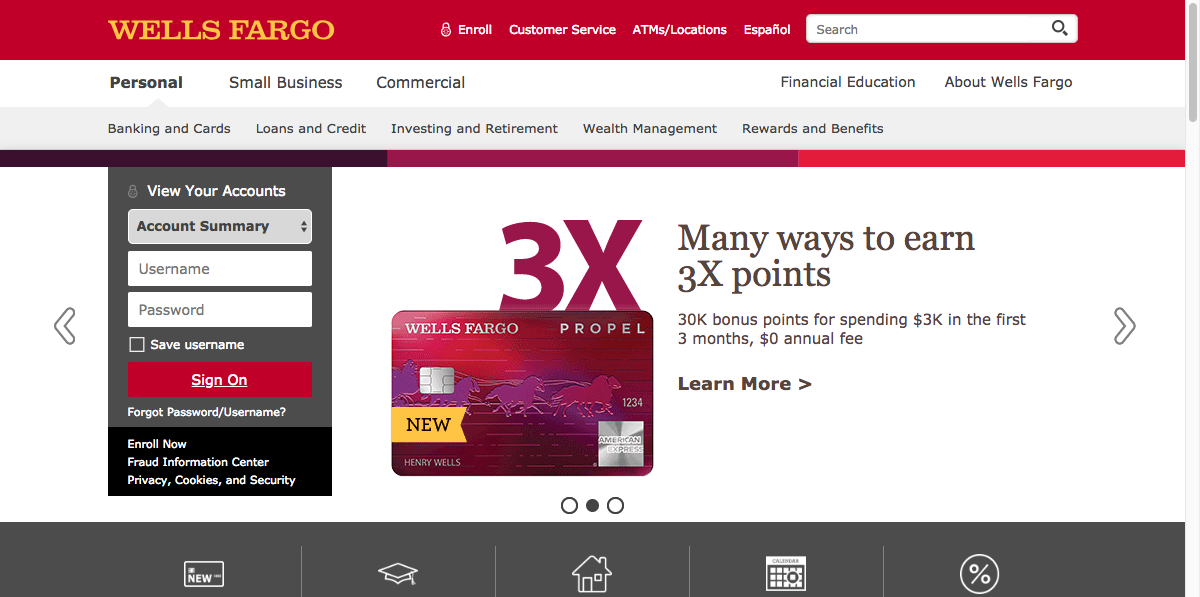 WELLS FARGO
Enroll Customer Service ATMs/Locations Español Search
Personal Small Business Commercial Financial Education About Wells Fargo
Banking and Cards Loans and Credit Investing and Retirement Wealth Management Rewards and Benefits
View Your Accounts
Account Summary
Username
Password
Save username
Sign On
Forgot Password/Username?
Enroll Now
Fraud Information Center
Privacy, Cookies, and Security
3X
WELLS FARGO PROPEL
1234
NEW
AMERICAN
EXPRESS
HENRY WELLS
Many ways to earn
3X points
30K bonus points for spending $3K in the first
3 months, $0 annual fee
Learn More >
NEW
CALENDAR
%